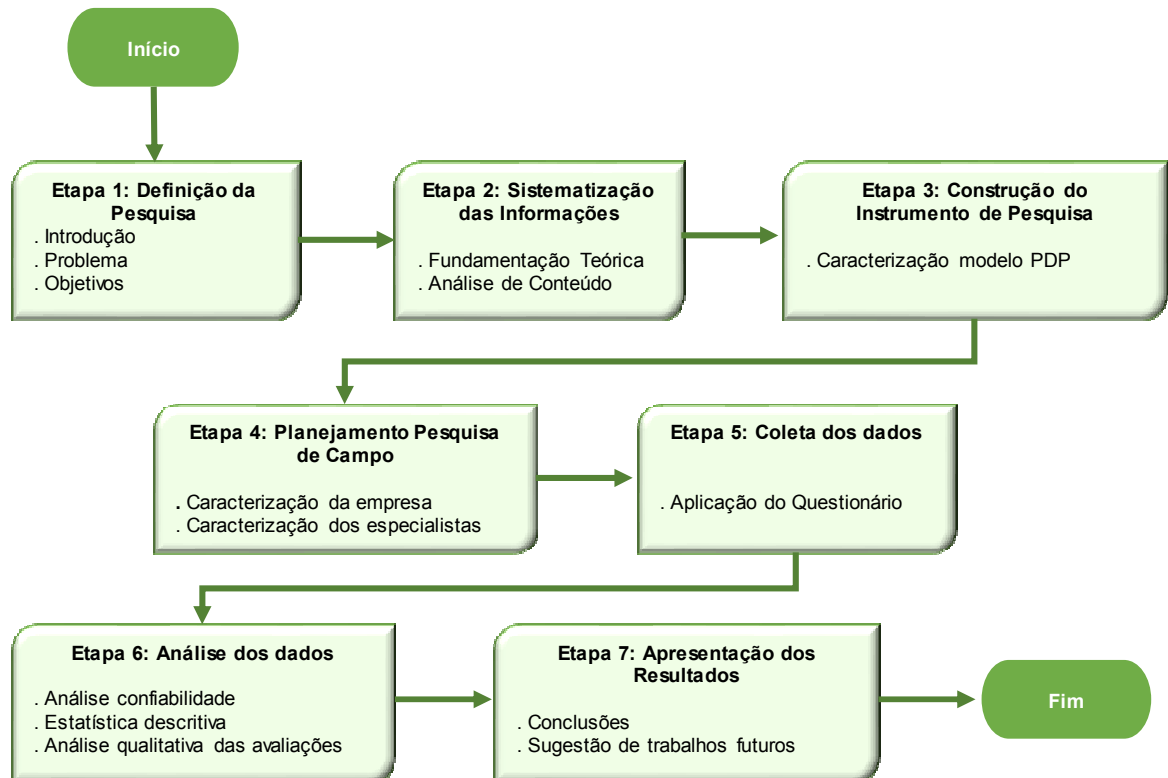 Início
Etapa 1: Definição da
Pesquisa
. Introdução
. Problema
. Objetivos
Etapa 2: Sistematização
das Informações
. Fundamentação Teórica
. Análise de Conteúdo
Etapa 3: Construção do
Instrumento de Pesquisa
. Caracterização modelo PDP
Etapa 4: Planejamento Pesquisa
de Campo
. Caracterização da empresa
. Caracterização dos especialistas
Etapa 5: Coleta dos dados
. Aplicação do Questionário
Etapa 6: Análise dos dados
. Análise confiabilidade
. Estatística descritiva
. Análise qualitativa das avaliações
Etapa 7: Apresentação dos
Resultados
. Conclusões
. Sugestão de trabalhos futuros
Fim